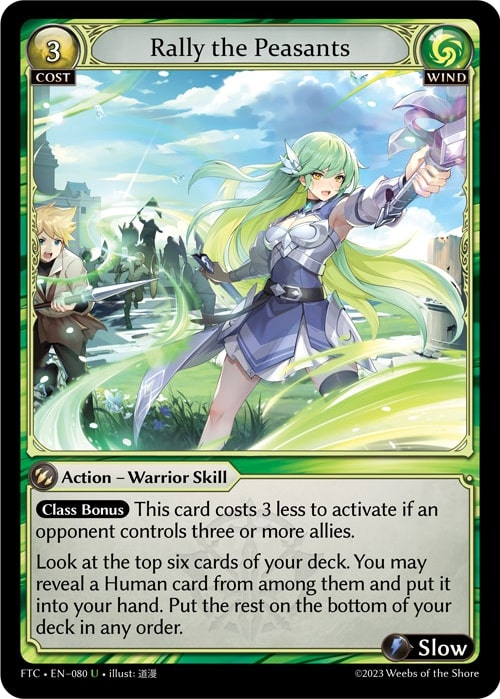 3
Rally the Peasants
COST
WIND
Action – Warrior Skill
Class Bonus This card costs 3 less to activate if an
opponent controls three or more allies.
Look at the top six cards of your deck. You may
reveal a Human card from among them and put it
into your hand. Put the rest on the bottom of your
deck in any order.
Slow
FTC • EN–080 U • illust: 道漫
©2023 Weebs of the Shore